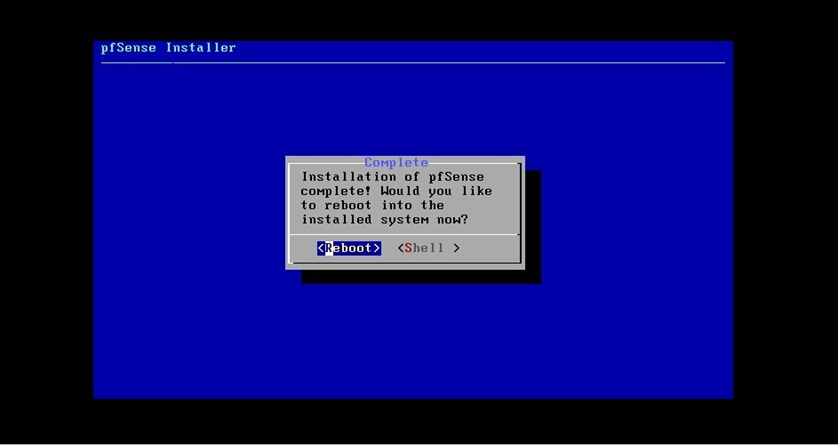 pfSense Installer
Complete
Installation of pfSense
complete! Would you like
to reboot into the
installed system now?
<Reboot> <Shell >